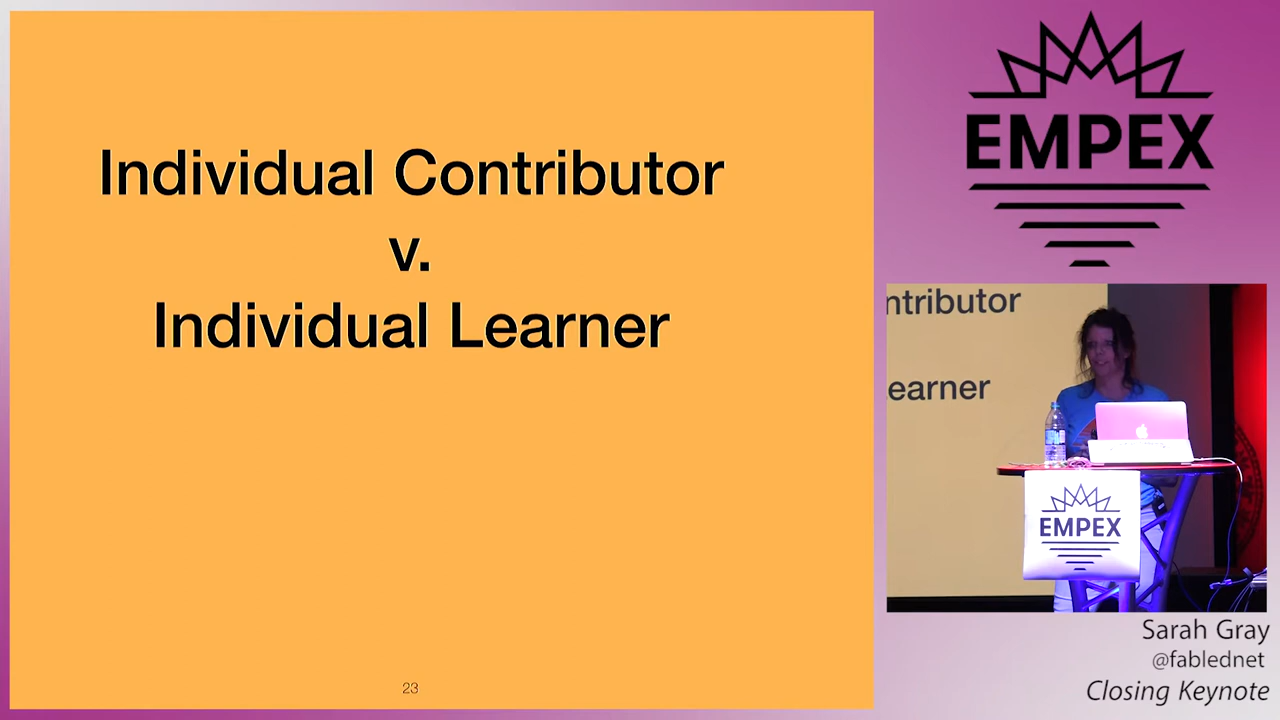 Individual Contributor
v.
Individual Learner
23
EMPEX
ntributor
earner
EMPEX
Sarah Gray
@fablednet
Closing Keynote